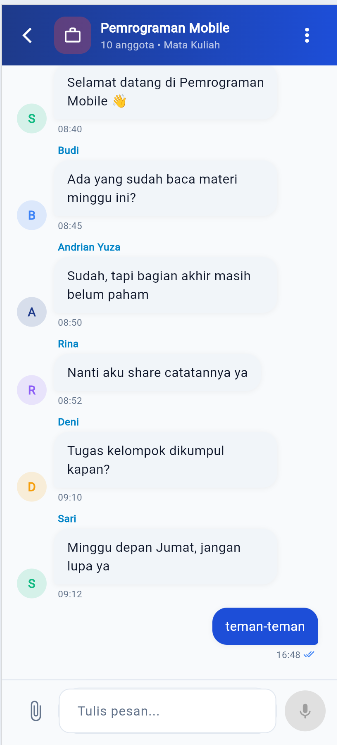 Pemrograman Mobile
10 anggota • Mata Kuliah
Selamat datang di Pemrograman
Mobile 👋
S
08:40
Budi
Ada yang sudah baca materi
minggu ini?
B
08:45
Andrian Yuza
Sudah, tapi bagian akhir masih
belum paham
A
08:50
Rina
Nanti aku share catatannya ya
R
08:52
Deni
Tugas kelompok dikumpul
kapan?
D
09:10
Sari
Minggu depan Jumat, jangan
lupa ya
S
09:12
teman-teman
16:48
Tulis pesan...